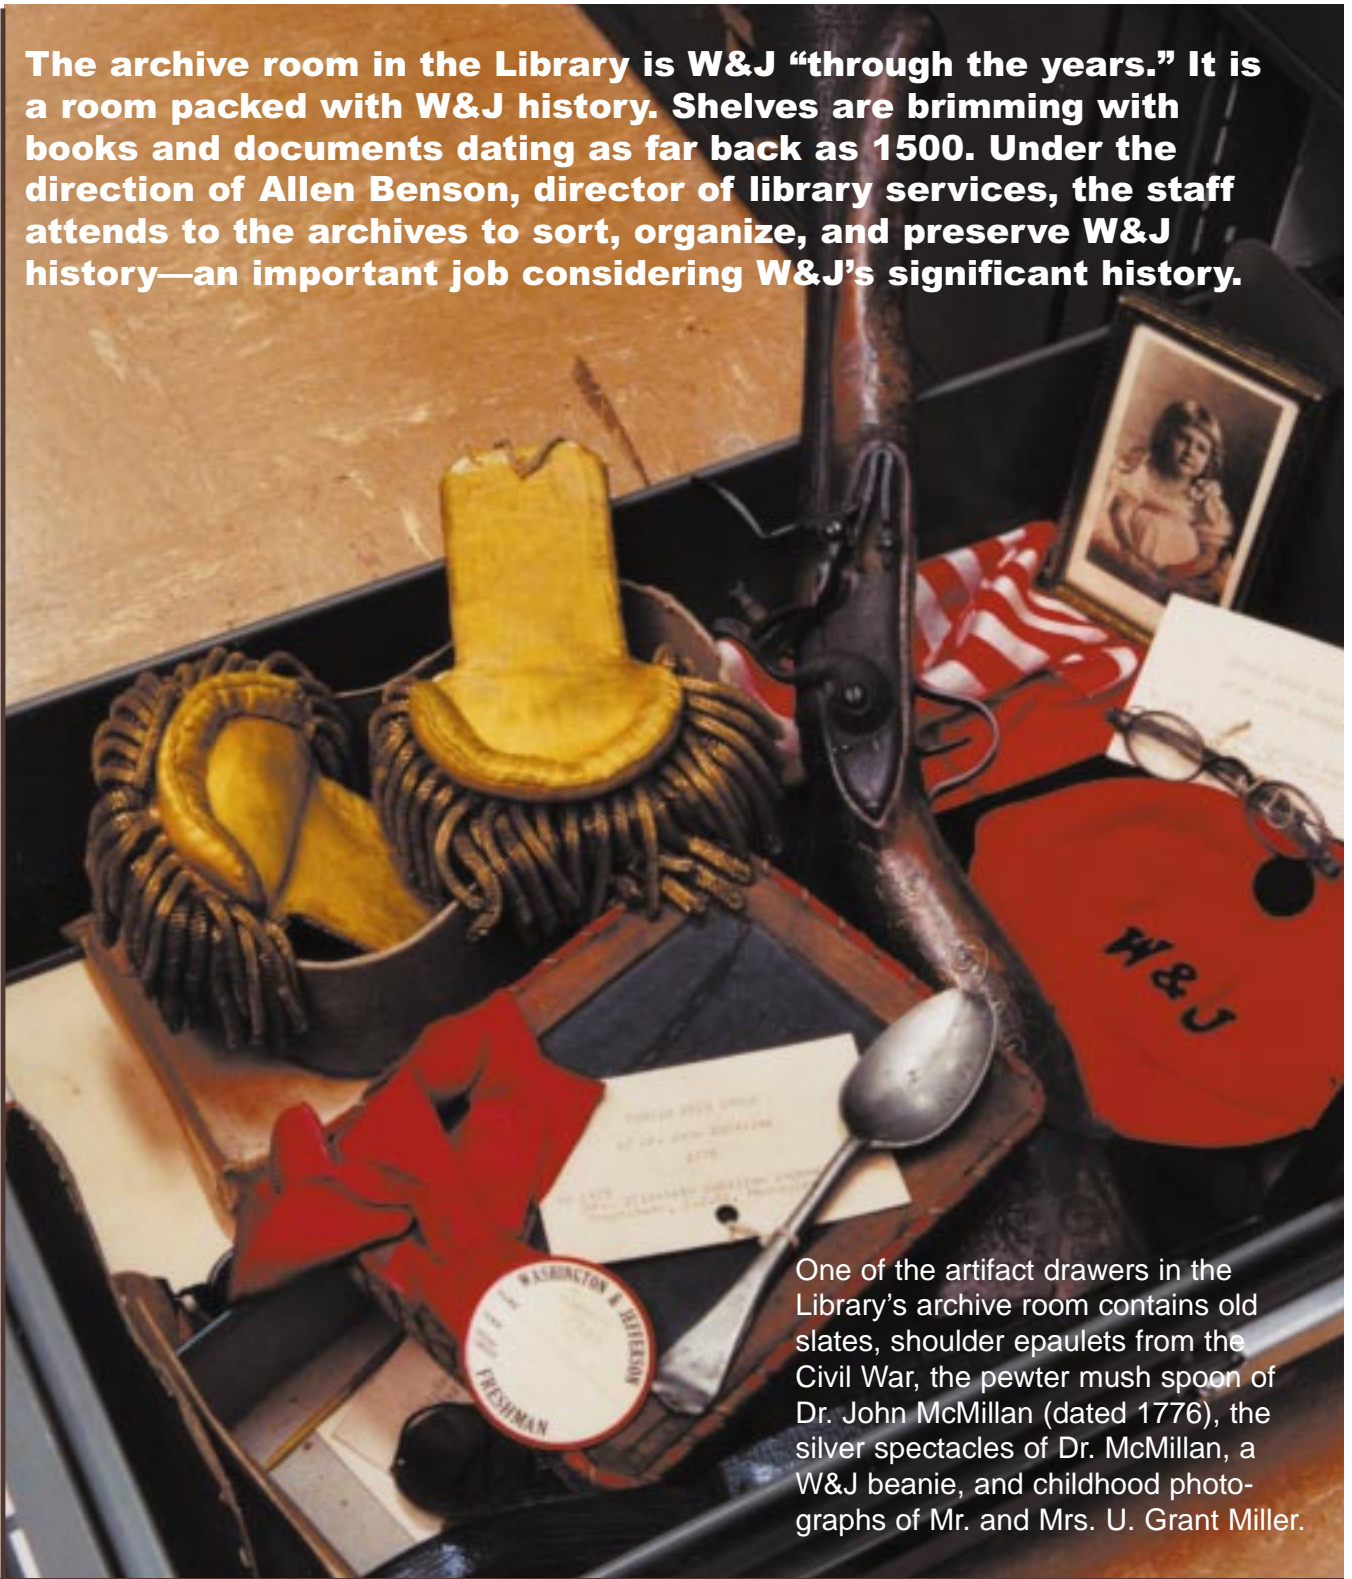 The archive room in the Library is W&J “through the years.” It is
a room packed with W&J history. Shelves are brimming with
books and documents dating as far back as 1500. Under the
direction of Allen Benson, director of library services, the staff
attends to the archives to sort, organize, and preserve W&J
history—an important job considering W&J’s significant history.
W & J
WASHINGTON & JEFFERSON
FRESHMAN
One of the artifact drawers in the
Library’s archive room contains old
slates, shoulder epaulets from the
Civil War, the pewter mush spoon of
Dr. John McMillan (dated 1776), the
silver spectacles of Dr. McMillan, a
W&J beanie, and childhood photo-
graphs of Mr. and Mrs. U. Grant Miller.